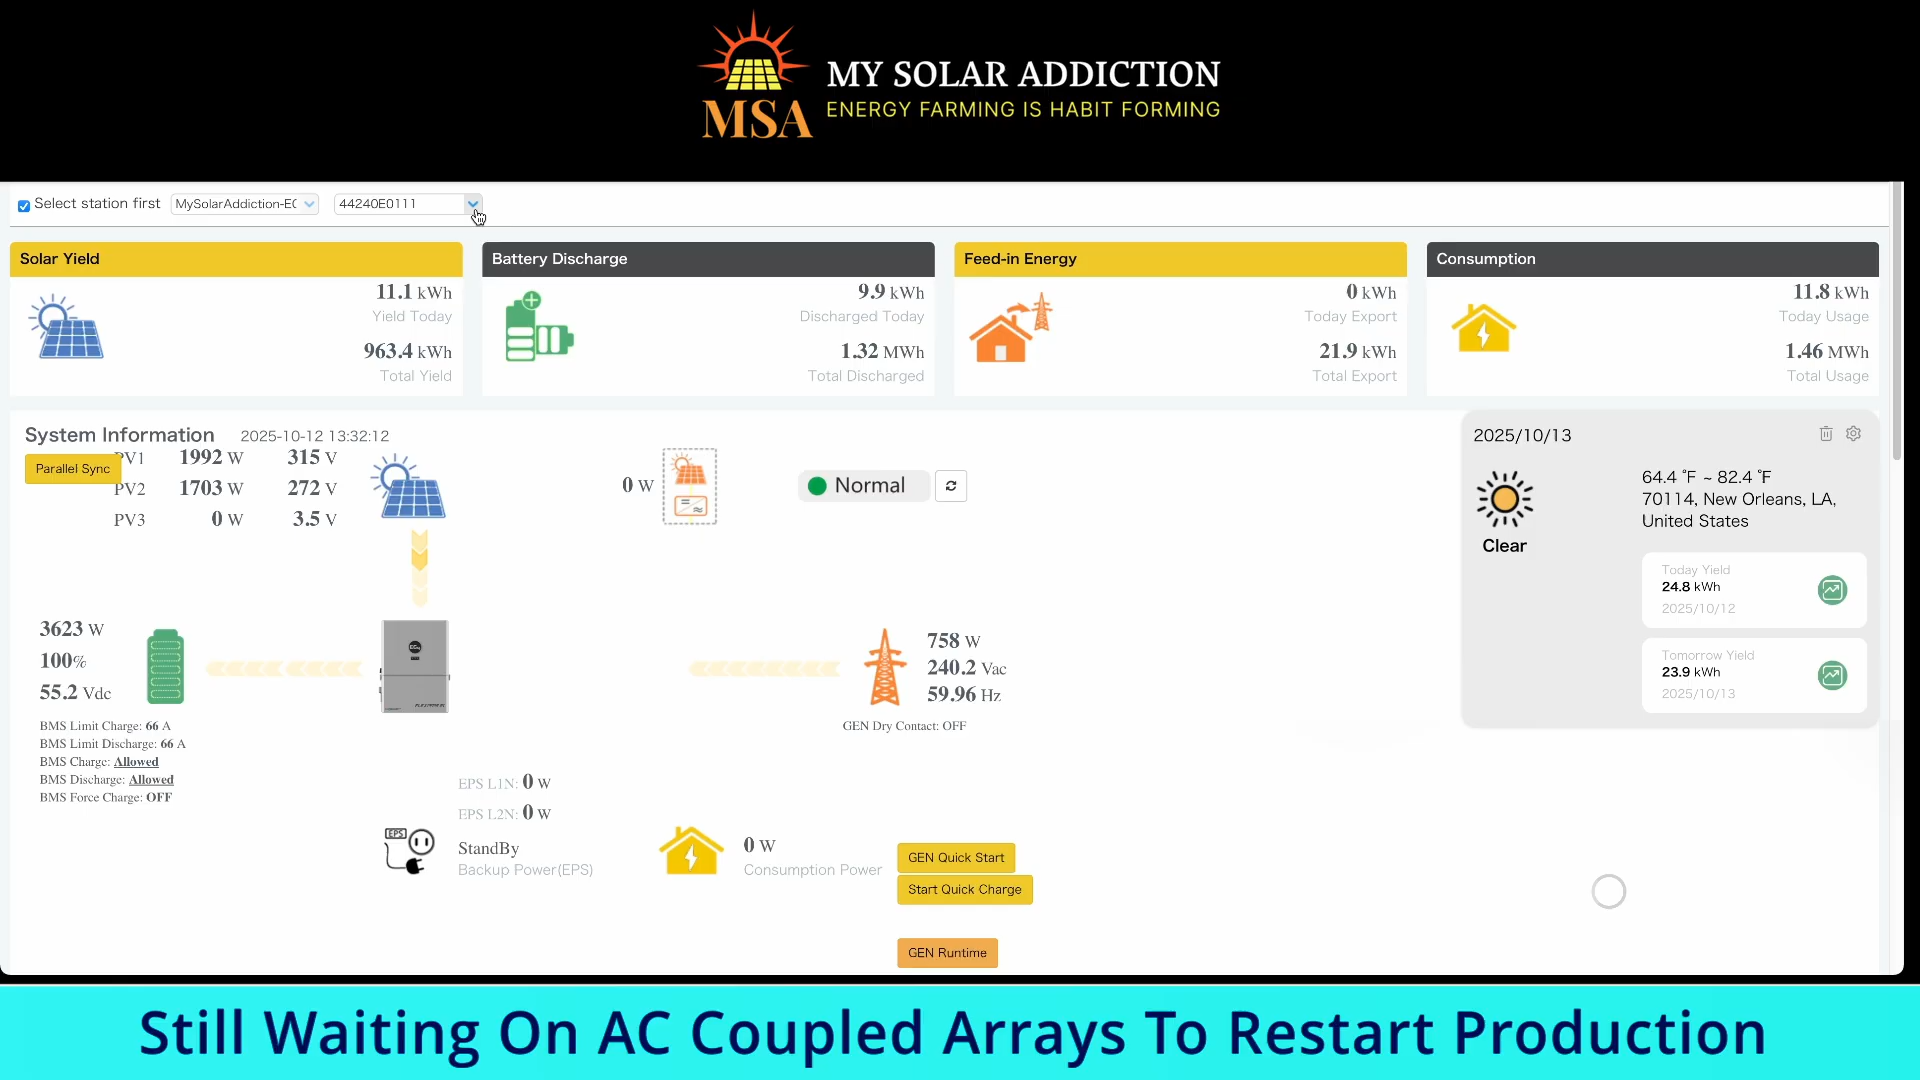 MSA
MY SOLAR ADDICTION
ENERGY FARMING IS HABIT FORMING
Select station first
MySolarAddiction-E
44240E0111
Solar Yield
11.1 kWh
Yield Today
963.4 kWh
Total Yield
Battery Discharge
9.9 kWh
Discharged Today
1.32 MWh
Total Discharged
Feed-in Energy
0 kWh
Today Export
21.9 kWh
Total Export
Consumption
11.8 kWh
Today Usage
1.46 MWh
Total Usage
System Information 2025-10-12 13:32:12
Parallel Sync
PV1 1992 W 315 V
PV2 1703 W 272 V
PV3 0 W 3.5 V
0 W
Normal
3623 W
100%
55.2 Vdc
BMS Limit Charge: 66 A
BMS Limit Discharge: 66 A
BMS Charge: Allowed
BMS Discharge: Allowed
BMS Force Charge: OFF
758 W
240.2 Vac
59.96 Hz
GEN Dry Contact: OFF
EPS L1N: 0 W
EPS L2N: 0 W
EPS
StandBy
Backup Power(EPS)
0 W
Consumption Power
GEN Quick Start
Start Quick Charge
GEN Runtime
2025/10/13
Clear
64.4 ℉ ~ 82.4 ℉
70114, New Orleans, LA,
United States
Today Yield
24.8 kWh
2025/10/12
Tomorrow Yield
23.9 kWh
2025/10/13
Still Waiting On AC Coupled Arrays To Restart Production